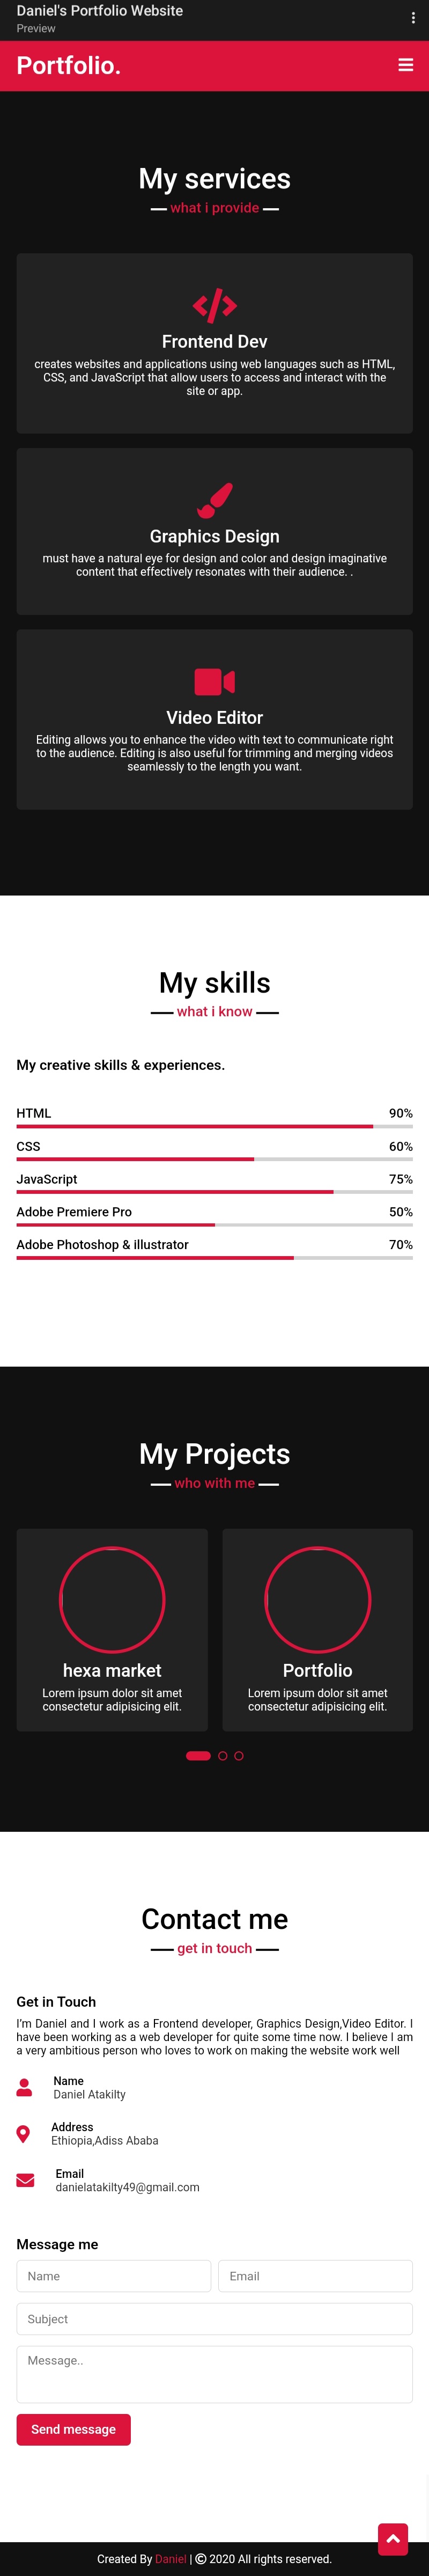 Daniel's Portfolio Website
Preview
Portfolio.
My services
what i provide
Frontend Dev
creates websites and applications using web languages such as HTML,
CSS, and JavaScript that allow users to access and interact with the
site or app.
Graphics Design
must have a natural eye for design and color and design imaginative
content that effectively resonates with their audience. .
Video Editor
Editing allows you to enhance the video with text to communicate right
to the audience. Editing is also useful for trimming and merging videos
seamlessly to the length you want.
My skills
what i know
My creative skills & experiences.
HTML 90%
CSS 60%
JavaScript 75%
Adobe Premiere Pro 50%
Adobe Photoshop & illustrator 70%
My Projects
who with me
hexa market
Lorem ipsum dolor sit amet
consectetur adipisicing elit.
Portfolio
Lorem ipsum dolor sit amet
consectetur adipisicing elit.
Contact me
get in touch
Get in Touch
I'm Daniel and I work as a Frontend developer, Graphics Design,Video Editor. I
have been working as a web developer for quite some time now. I believe I am
a very ambitious person who loves to work on making the website work well
Name
Daniel Atakilty
Address
Ethiopia,Adiss Ababa
Email
danielatakilty49@gmail.com
Message me
Name
Email
Subject
Message..
Send message
Created By Daniel | © 2020 All rights reserved.